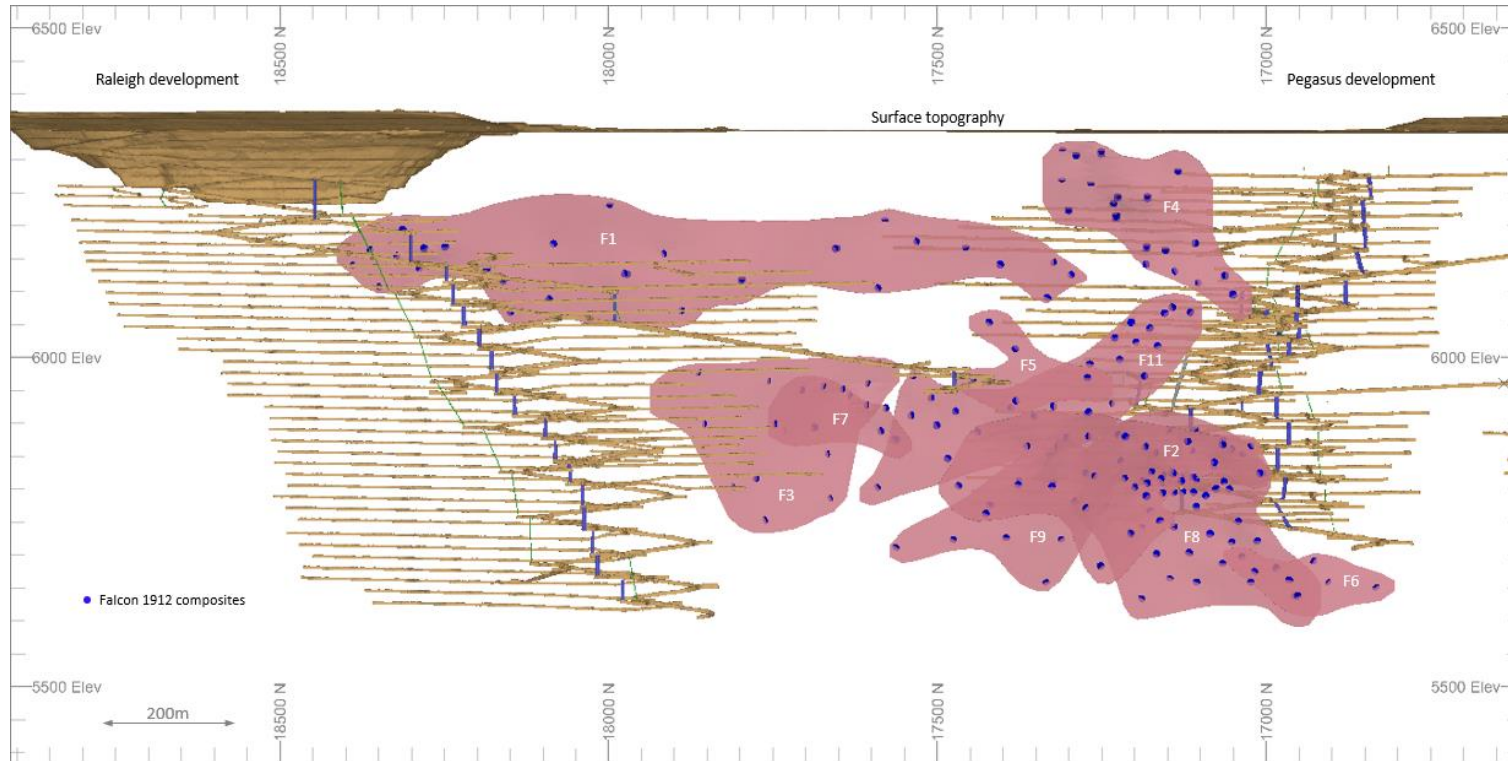 6500 Elev
18500 N
18000 N
17500 N
17000 N
6500 Elev
Raleigh development
Pegasus development
Surface topography
F4
F1
6000 Elev
6000 Elev
F5
F11
F7
F2
F3
F9
F8
F6
Falcon 1912 composites
5500 Elev
18500 N
18000 N
17500 N
17000 N
5500 Elev
200m